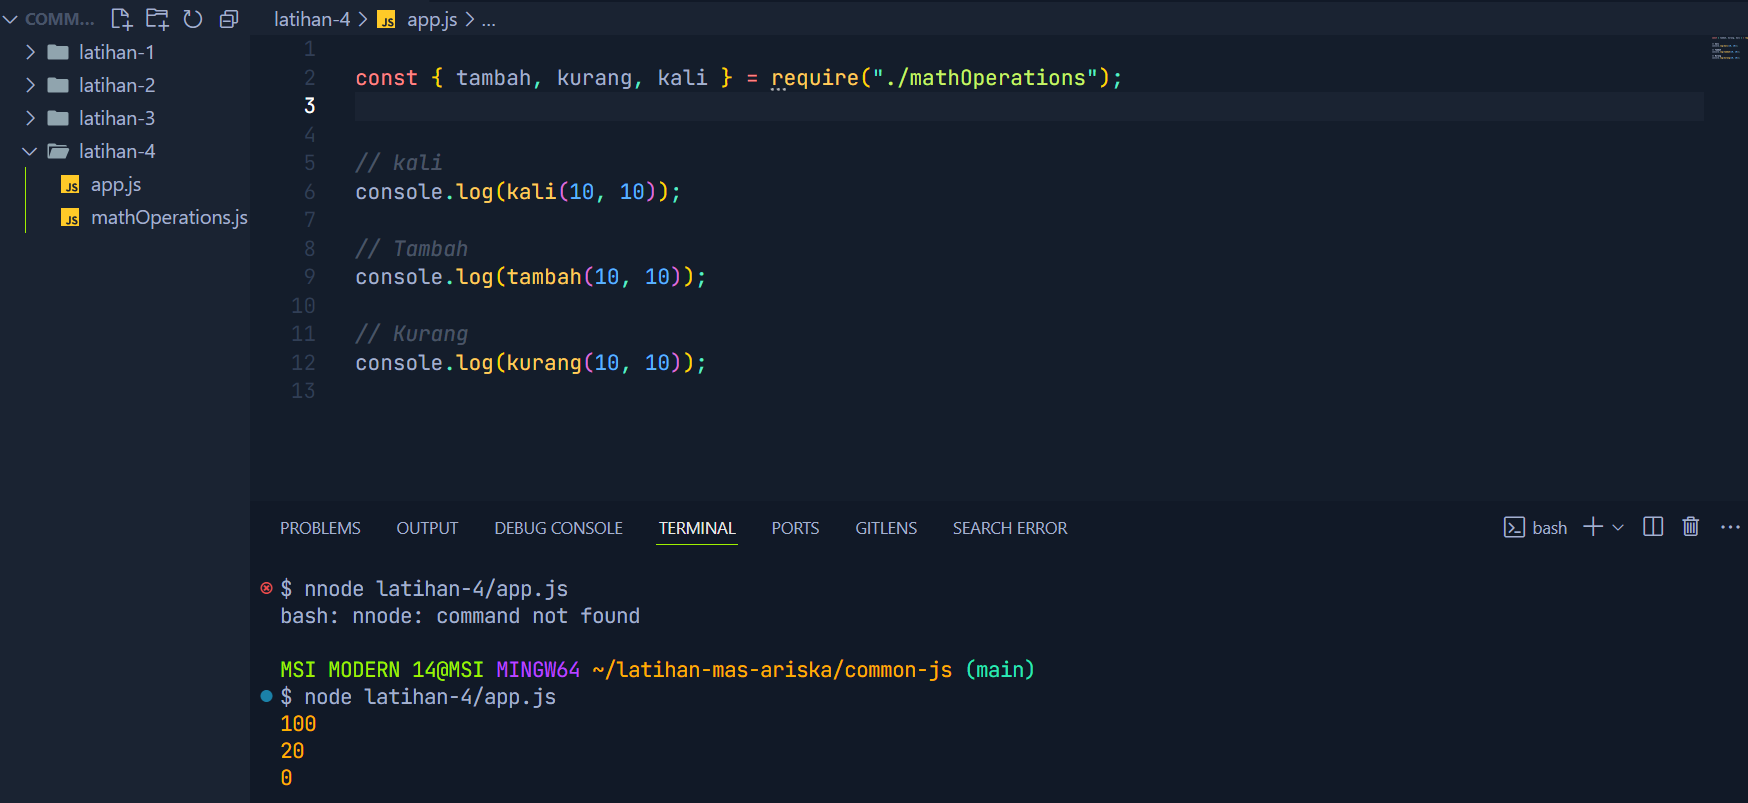 COMM...
latihan-1
latihan-2
latihan-3
latihan-4
JS app.js
JS mathOperations.js
latihan-4 > JS app.js > ...
1
2 const { tambah, kurang, kali } = require("./mathOperations");
3
4
5 // kali
6 console.log(kali(10, 10));
7
8 // Tambah
9 console.log(tambah(10, 10));
10
11 // Kurang
12 console.log(kurang(10, 10));
13
PROBLEMS OUTPUT DEBUG CONSOLE TERMINAL PORTS GITLENS SEARCH ERROR bash
$ nnode latihan-4/app.js
bash: nnode: command not found
MSI MODERN 14@MSI MINGW64 ~/latihan-mas-ariska/common-js (main)
$ node latihan-4/app.js
100
20
0